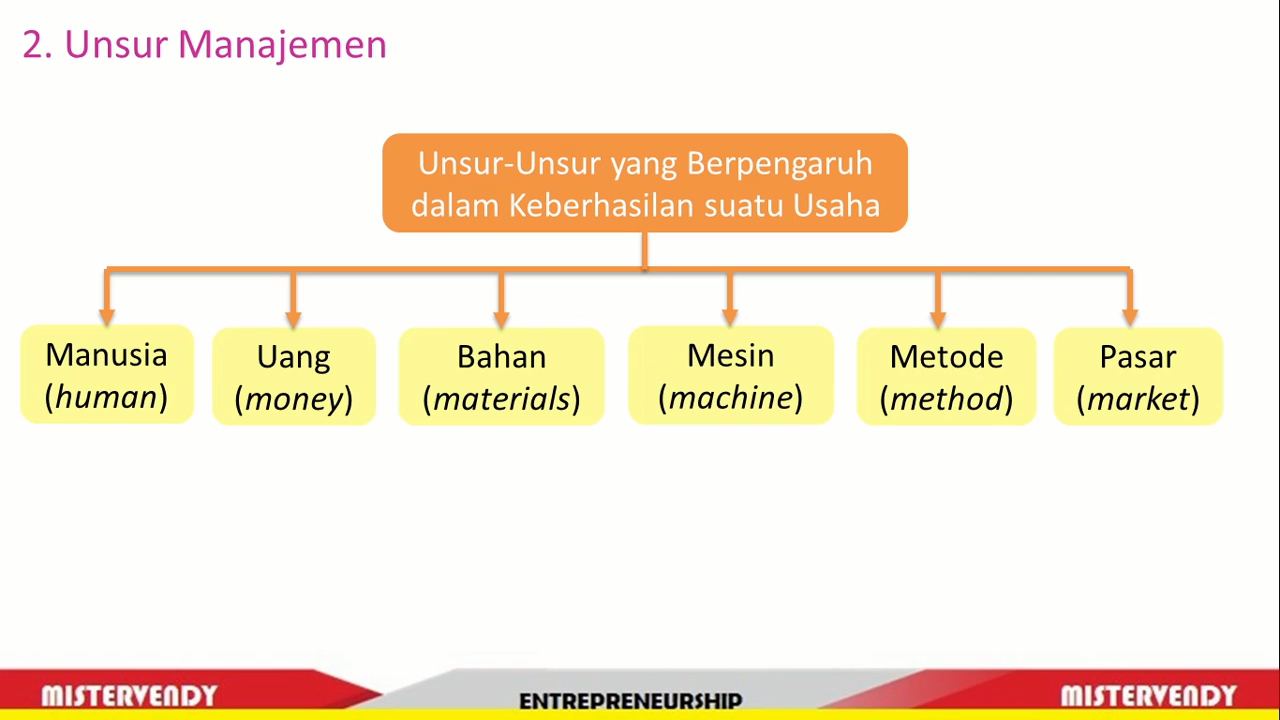 2. Unsur Manajemen
Unsur-Unsur yang Berpengaruh
dalam Keberhasilan suatu Usaha
Manusia
(human)
Uang
(money)
Bahan
(materials)
Mesin
(machine)
Metode
(method)
Pasar
(market)
MISTERVENDY
ENTREPRENEURSHIP
MISTERVENDY